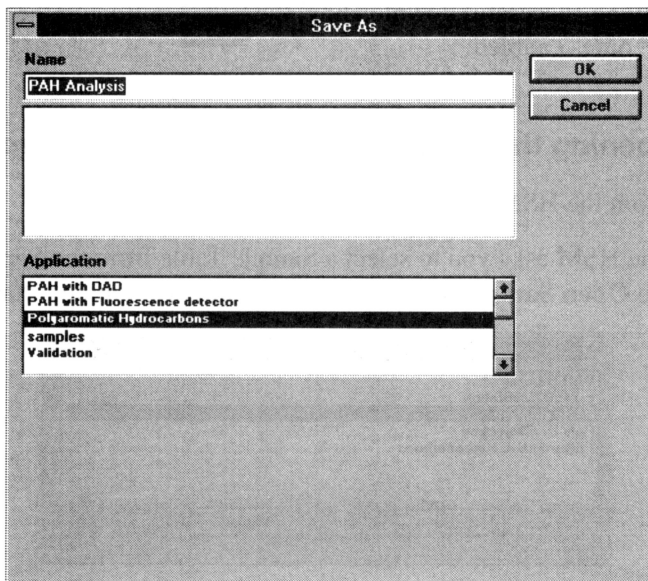 Save As
Name
OK
PAH Analysis
Cancel
Application
PAH with DAD
PAH with Fluorescence detector
Polyaromatic Hydrocarbons
samples
Validation